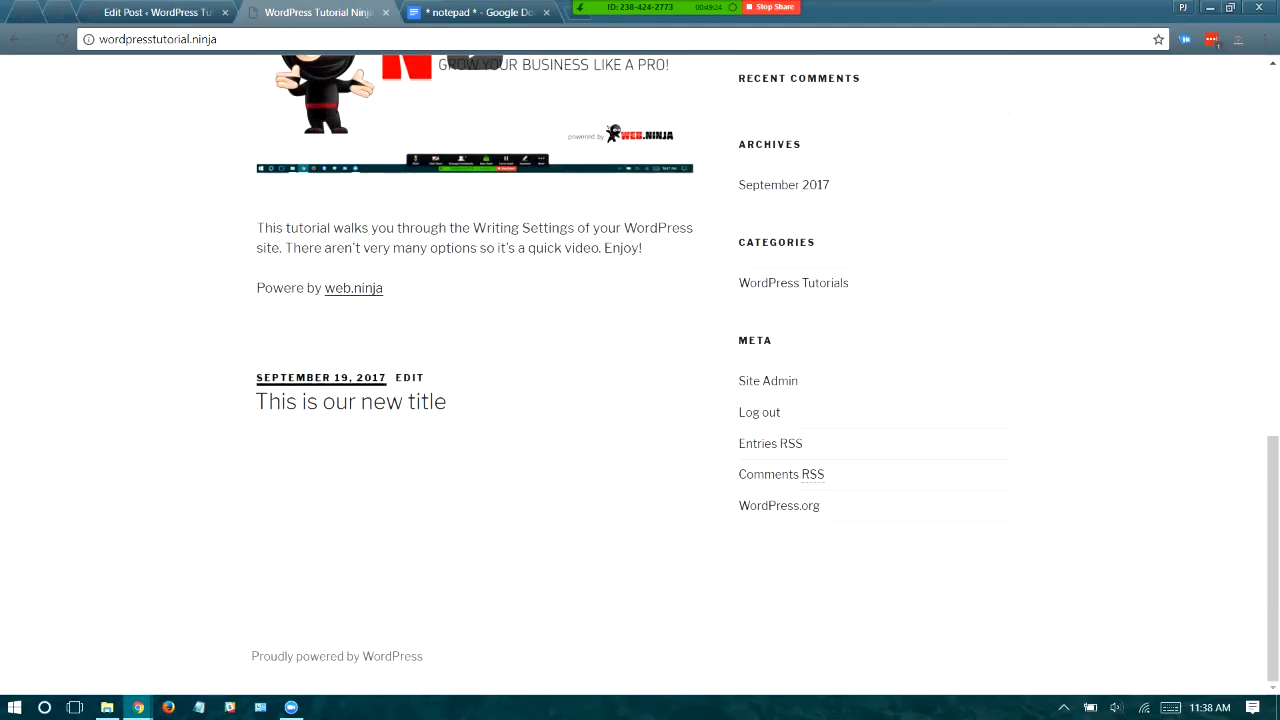 Edit Post ‹ WordPress Tu
WordPress Tutorial Ninja
* notepad * - Google Do
ID: 238-424-2773
00:49:24
Stop Share
PJ
wordpresstutorial.ninja
N
GROW YOUR BUSINESS LIKE A PRO!
powered by WEB.NINJA
This tutorial walks you through the Writing Settings of your WordPress
site. There aren't very many options so it's a quick video. Enjoy!
Powere by web.ninja
SEPTEMBER 19, 2017 EDIT
This is our new title
RECENT COMMENTS
ARCHIVES
September 2017
CATEGORIES
WordPress Tutorials
META
Site Admin
Log out
Entries RSS
Comments RSS
WordPress.org
Proudly powered by WordPress
11:38 AM